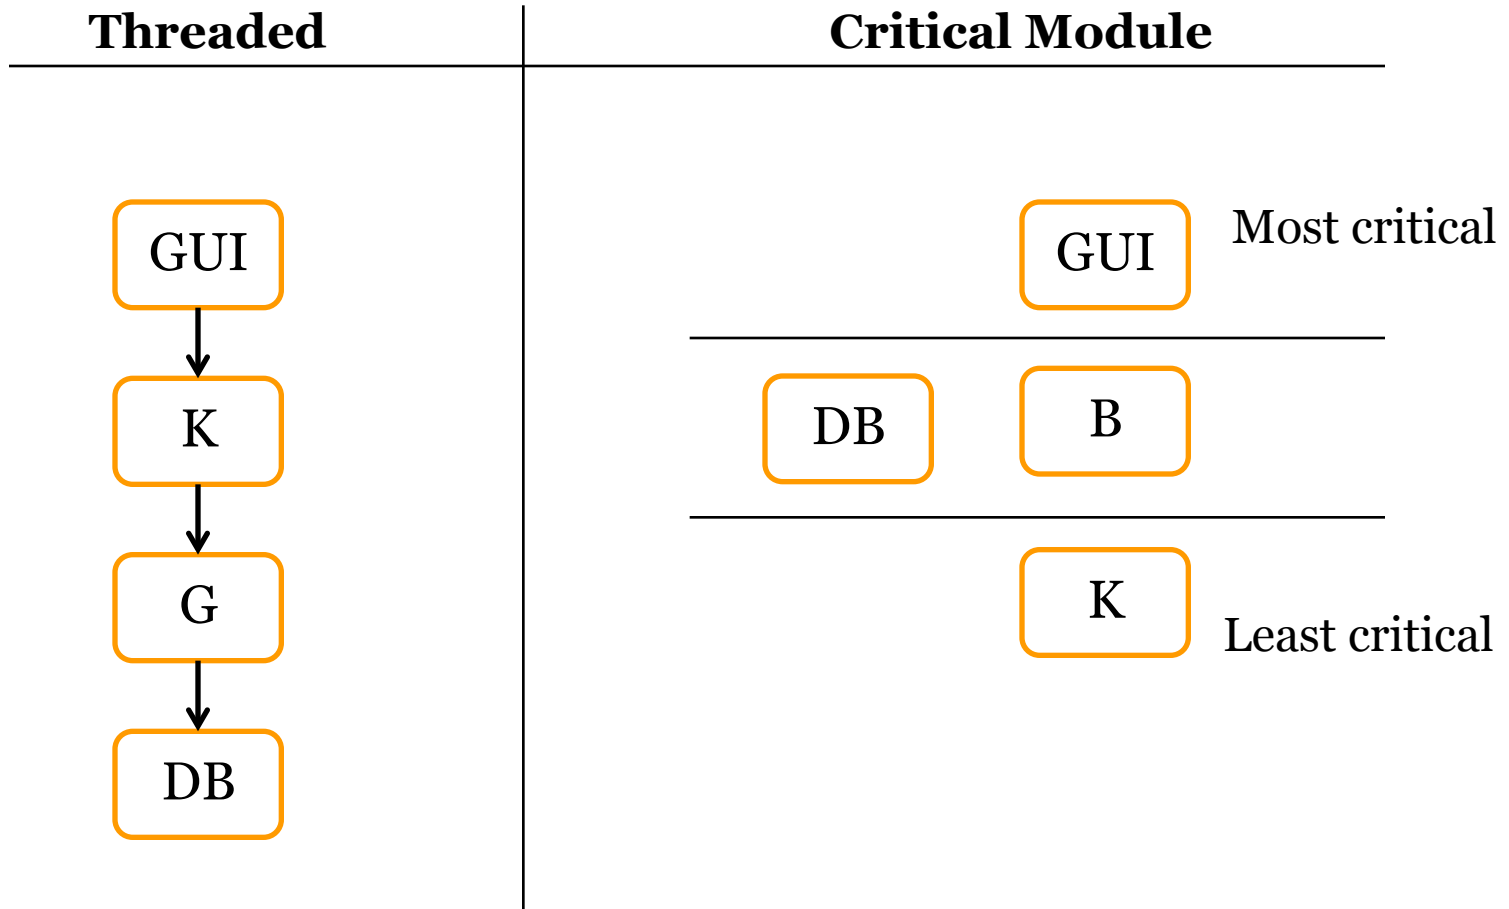 Threaded
Critical Module
GUI
K
G
DB
GUI
Most critical
DB
B
K
Least critical